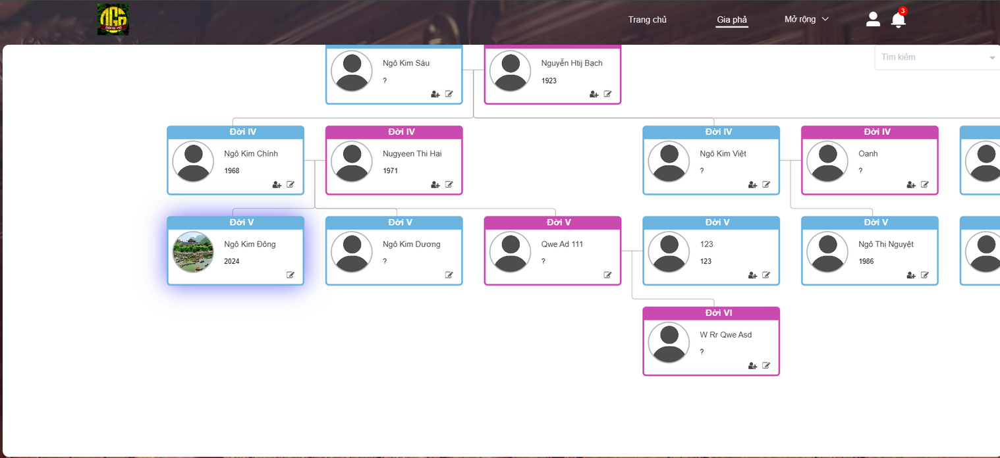 NGÔ
DÒNG HỌ
Trang chủ
Gia phả
Mở rộng
3
Tìm kiếm
Ngô Kim Sáu
?
Nguyễn Htij Bạch
1923
Đời IV
Ngô Kim Chính
1968
Đời IV
Nugyeen Thi Hai
1971
Đời IV
Ngô Kim Việt
?
Đời IV
Oanh
?
Đời V
Ngô Kim Đông
2024
Đời V
Ngô Kim Dương
?
Đời V
Qwe Ad 111
?
Đời V
123
123
Đời V
Ngô Thị Nguyệt
1986
Đời VI
W Rr Qwe Asd
?